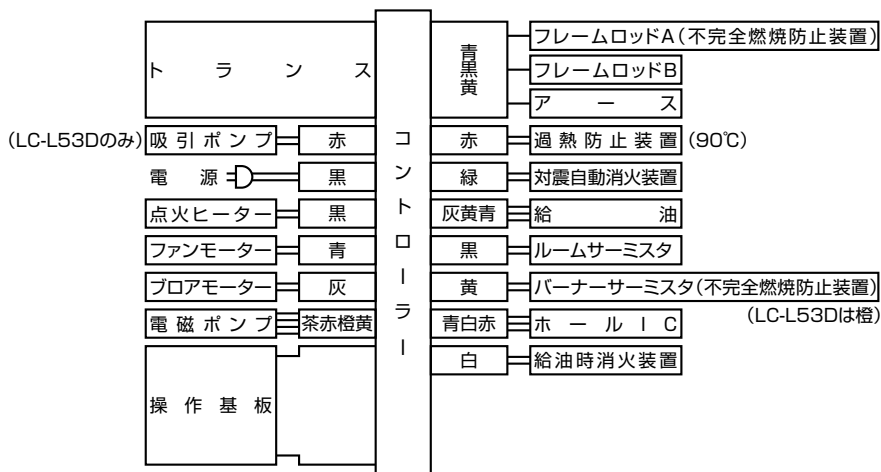 トランス
(LC-L53Dのみ) 吸引ポンプ 赤
電源 黒
点火ヒーター 黒
ファンモーター 青
ブロアモーター 灰
電磁ポンプ 茶赤橙黄
操作基板
コントローラー
青黒黄
フレームロッドA(不完全燃焼防止装置)
フレームロッドB
アース
赤 過熱防止装置 (90℃)
緑 対震自動消火装置
灰黄青 給油
黒 ルームサーミスタ
黄 バーナーサーミスタ(不完全燃焼防止装置)
(LC-L53Dは橙)
青白赤 ホールIC
白 給油時消火装置